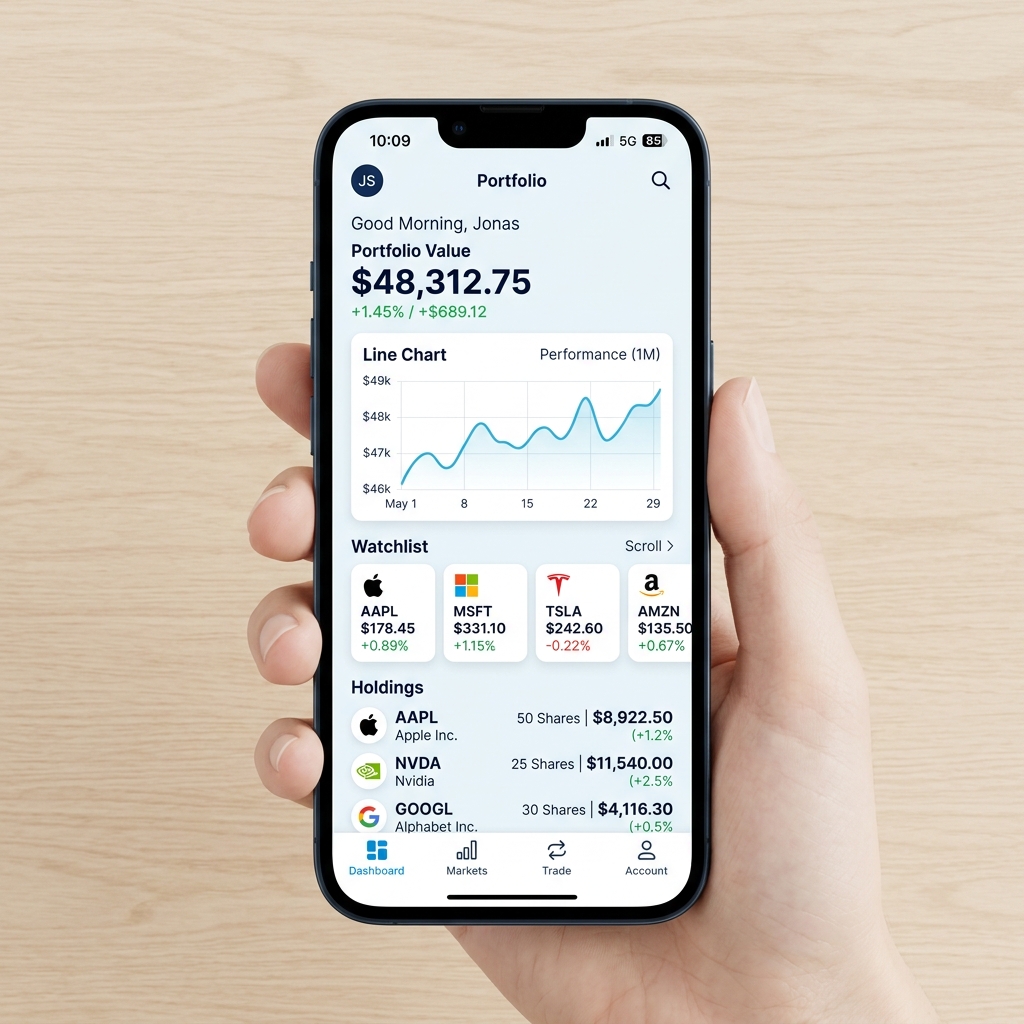 10:09 5G 85
JS Portfolio
Good Morning, Jonas
Portfolio Value
$48,312.75
+1.45% / +$689.12
Line Chart Performance (1M)
$49k
$48k
$47k
$46k
May 1 8 15 22 29
Watchlist Scroll >
a
AAPL MSFT TSLA AMZN
$178.45 $331.10 $242.60 $135.50
+0.89% +1.15% -0.22% +0.67%
Holdings
AAPL 50 Shares | $8,922.50
Apple Inc. (+1.2%
NVDA 25 Shares | $11,540.00
Nvidia (+2.5%
G GOOGL 30 Shares | $4,116.30
Alphabet Inc. (+0.5%
Dashboard Markets Trade Account